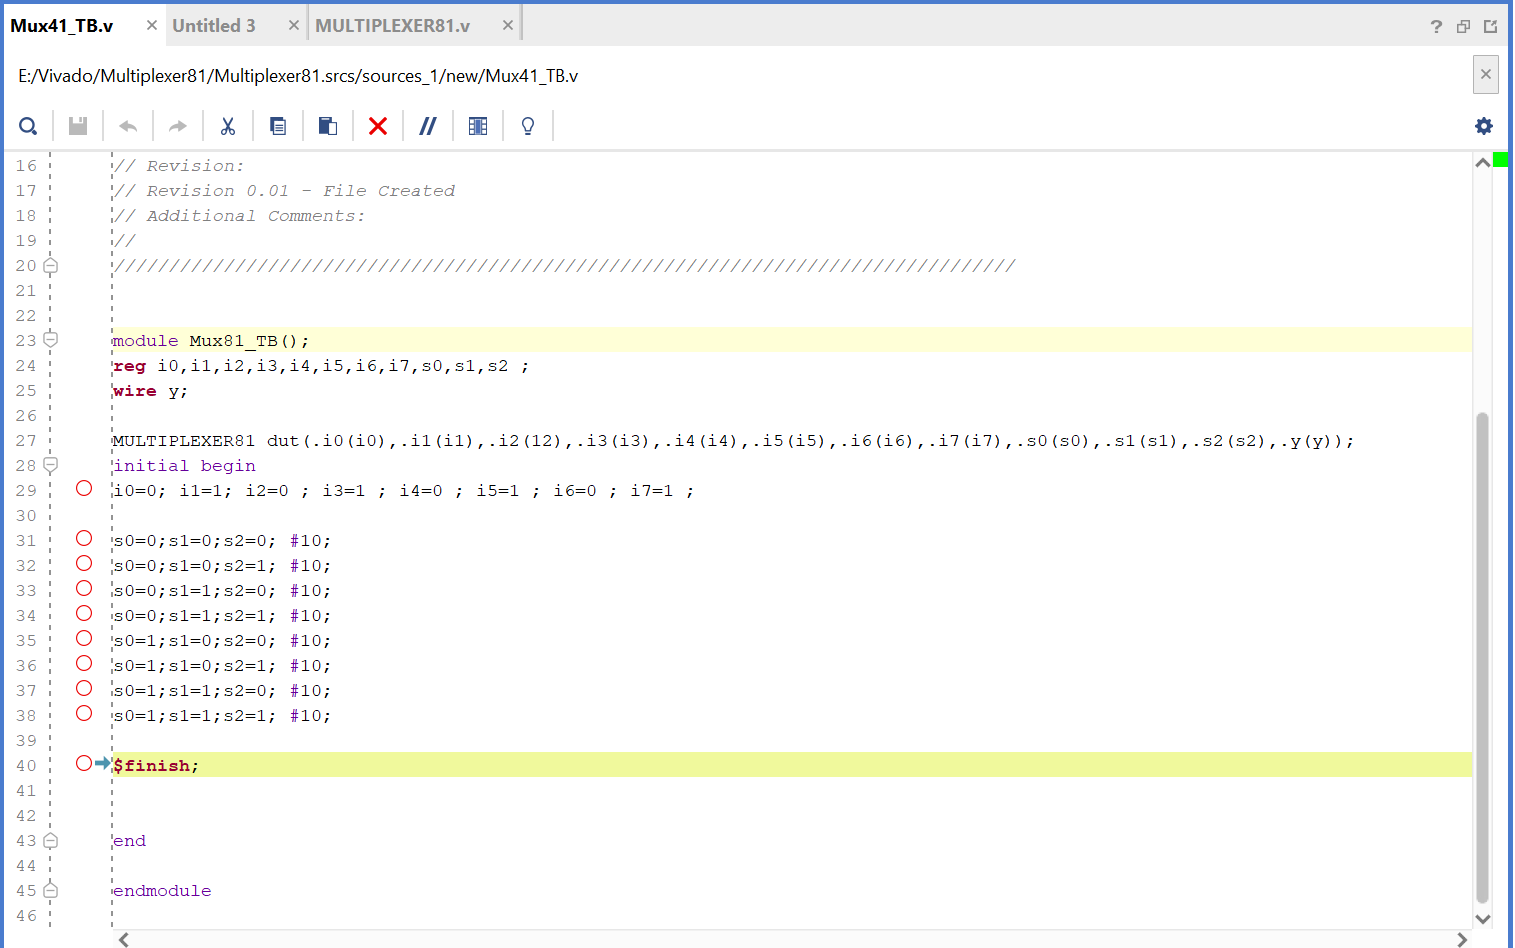 Mux41_TB.v × Untitled 3 × MULTIPLEXER81.v × ?
E:/Vivado/Multiplexer81/Multiplexer81.srcs/sources_1/new/Mux41_TB.v
16 // Revision:
17 // Revision 0.01 - File Created
18 // Additional Comments:
19 //
20 //////////////////////////////////////////////////////////////////////////////////
21
22
23 module Mux81_TB();
24 reg i0,i1,i2,i3,i4,i5,i6,i7,s0,s1,s2 ;
25 wire y;
26
27 MULTIPLEXER81 dut(.i0(i0),.i1(i1),.i2(12),.i3(i3),.i4(i4),.i5(i5),.i6(i6),.i7(i7),.s0(s0),.s1(s1),.s2(s2),.y(y));
28 initial begin
29 i0=0; i1=1; i2=0 ; i3=1 ; i4=0 ; i5=1 ; i6=0 ; i7=1 ;
30
31 s0=0;s1=0;s2=0; #10;
32 s0=0;s1=0;s2=1; #10;
33 s0=0;s1=1;s2=0; #10;
34 s0=0;s1=1;s2=1; #10;
35 s0=1;s1=0;s2=0; #10;
36 s0=1;s1=0;s2=1; #10;
37 s0=1;s1=1;s2=0; #10;
38 s0=1;s1=1;s2=1; #10;
39
40 $finish;
41
42
43 end
44
45 endmodule
46